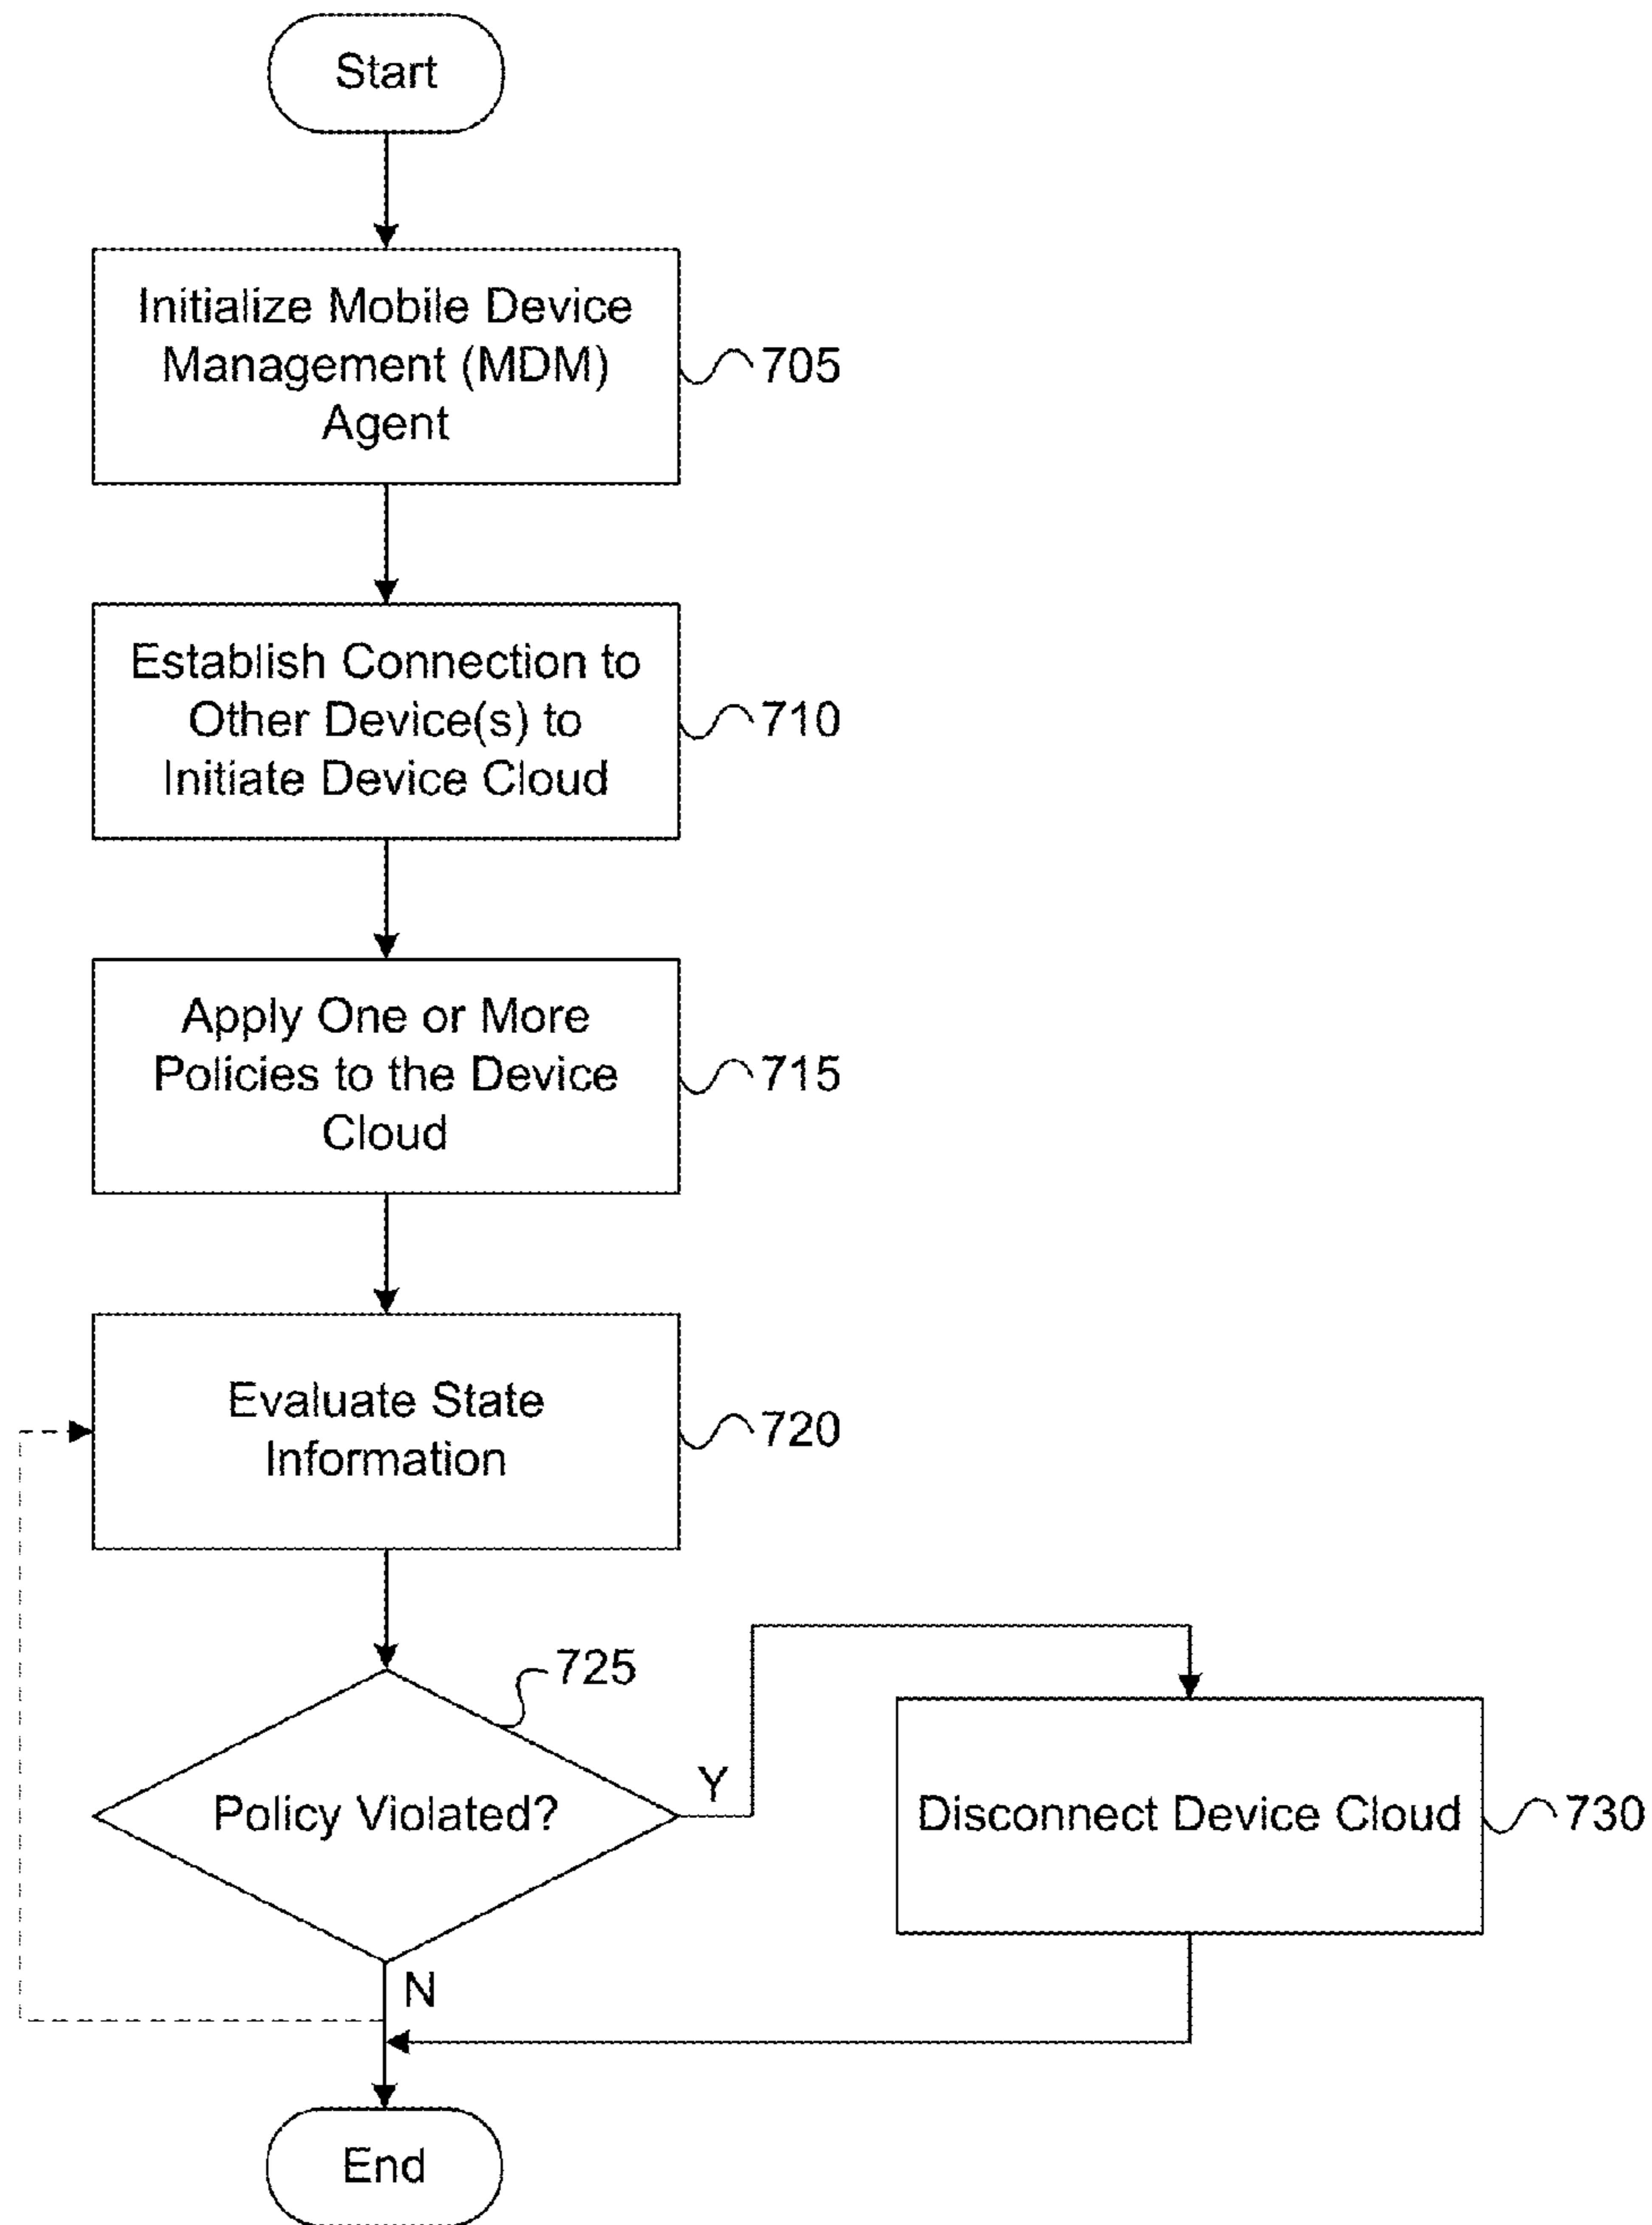 Start
Initialize Mobile Device
Management (MDM)
Agent
705
Establish Connection to
Other Device(s) to
Initiate Device Cloud
710
Apply One or More
Policies to the Device
Cloud
715
Evaluate State
Information
720
725
Policy Violated?
Y
Disconnect Device Cloud
730
N
End